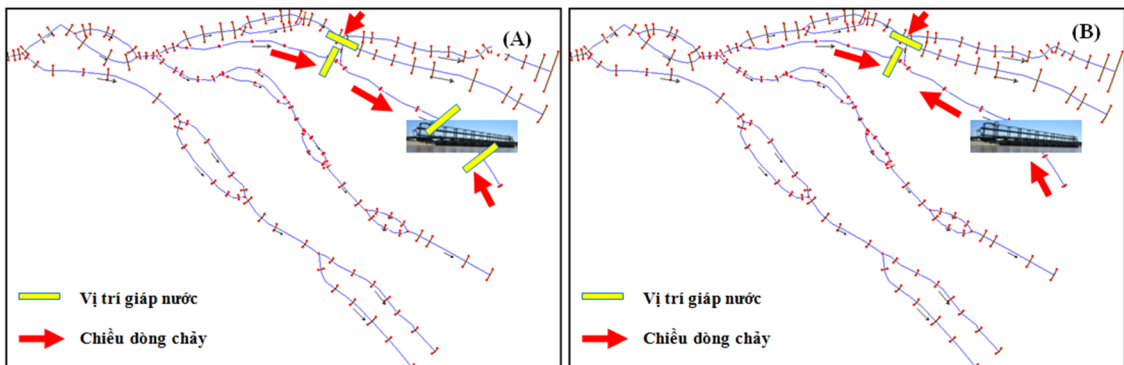 (A)
Vị trí giáp nước
Chiều dòng chảy
(B)
Vị trí giáp nước
Chiều dòng chảy